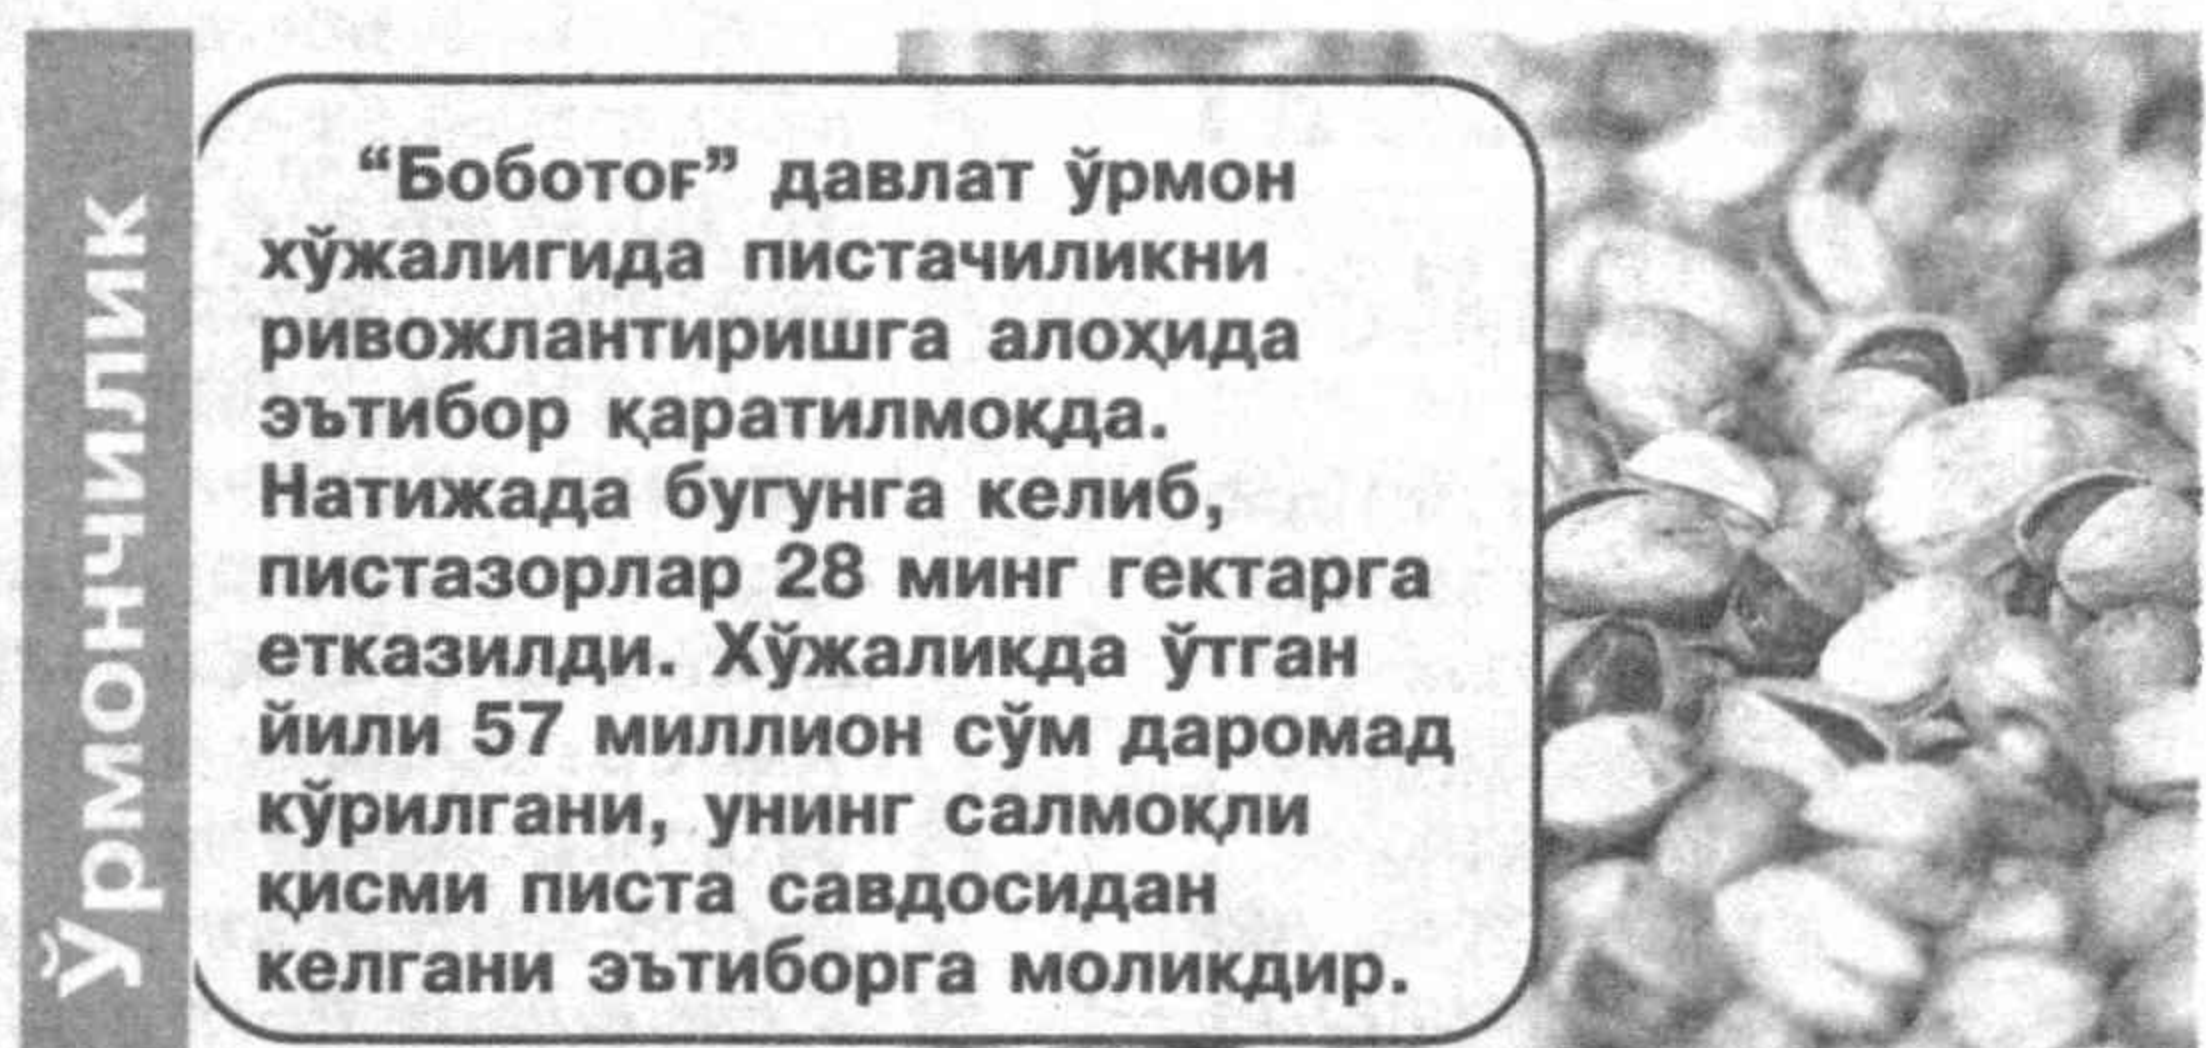 Ўрмончилик
“Боботоғ” давлат ўрмон
хўжалигида пистачиликни
ривожлантиришга алоҳида
эътибор қаратилмоқда.
Натижада бугунга келиб,
пистазорлар 28 минг гектарга
етказилди. Хўжаликда ўтган
йили 57 миллион сўм даромад
кўрилгани, унинг салмоқли
қисми писта савдосидан
келгани эътиборга моликдир.